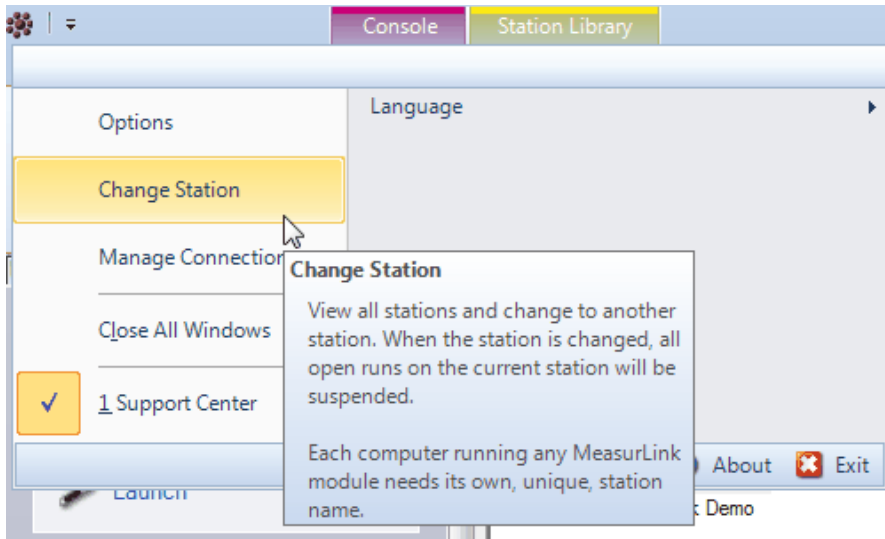 Console
Station Library
Options
Language
Change Station
Manage Connection
Change Station
View all stations and change to another
station. When the station is changed, all
open runs on the current station will be
suspended.
Each computer running any MeasurLink
module needs its own, unique, station
name.
Close All Windows
1 Support Center
About
Exit
Launch
Demo